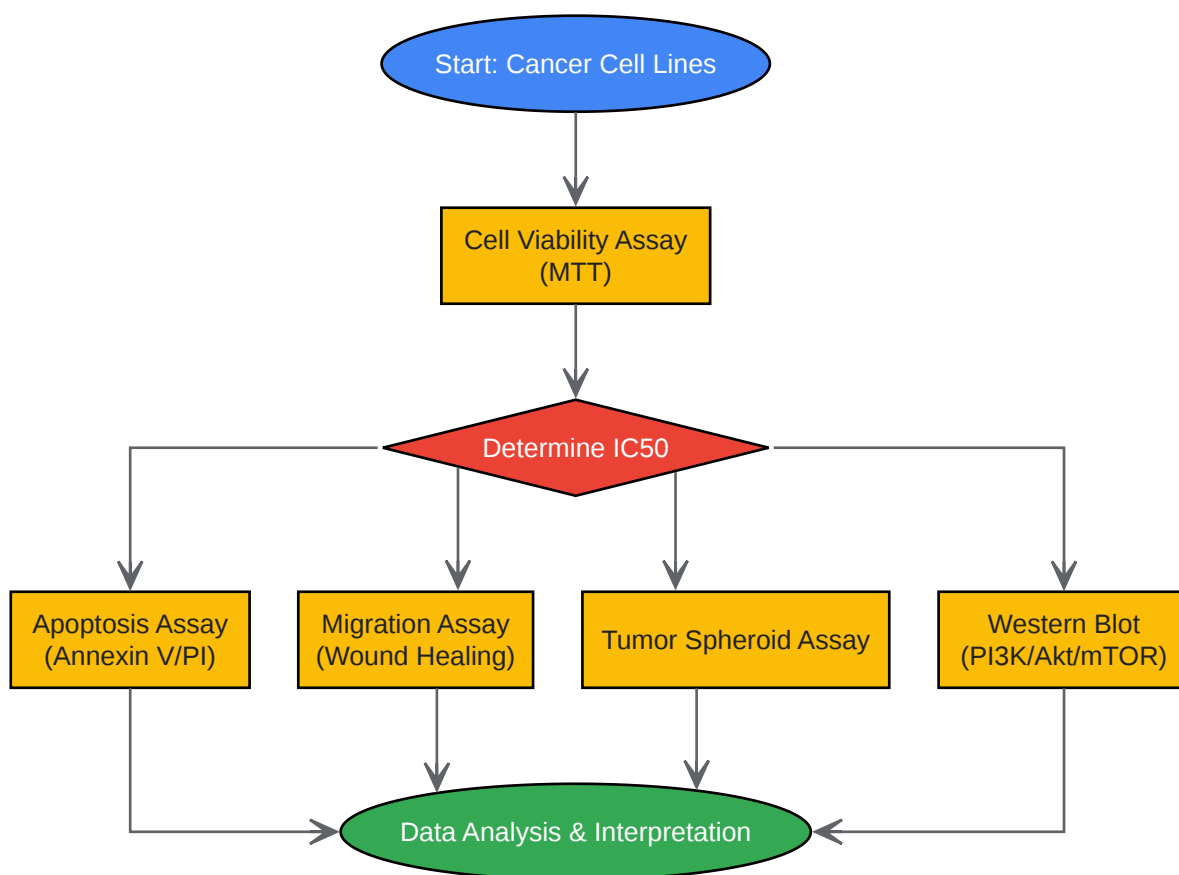 Start: Cancer Cell Lines
Cell Viability Assay
(MTT)
Determine IC50
Apoptosis Assay
(Annexin V/PI)
Migration Assay
(Wound Healing)
Tumor Spheroid Assay
Western Blot
(PI3K/Akt/mTOR)
Data Analysis & Interpretation